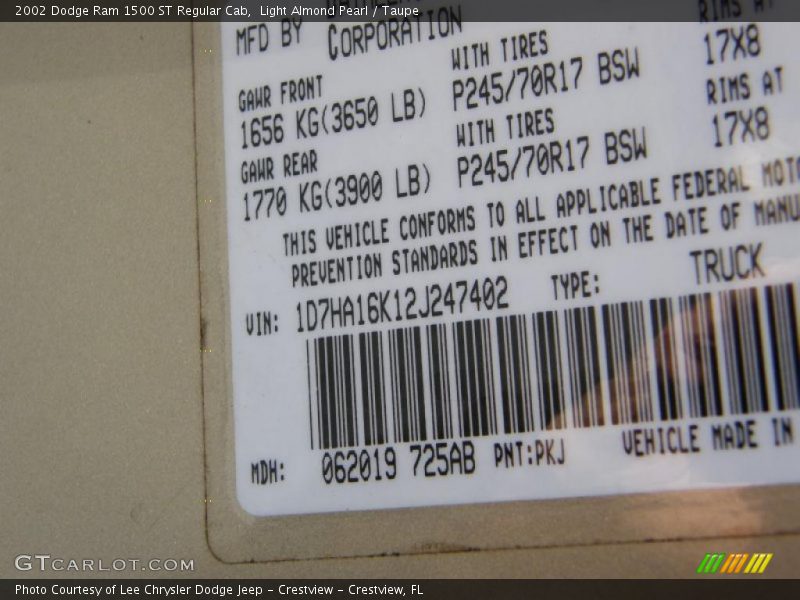 2002 Dodge Ram 1500 ST Regular Cab,  Light Almond Pearl / Taupe
MFD BY CORPORATION RIMS AT
WITH TIRES 17X8
GAWR FRONT P245/70R17 BSW RIMS AT
1656 KG(3650 LB) WITH TIRES 17X8
GAWR REAR P245/70R17 BSW
1770 KG(3900 LB)
THIS VEHICLE CONFORMS TO ALL APPLICABLE FEDERAL MOTO
PREVENTION STANDARDS IN EFFECT ON THE DATE OF MANU
VIN: 1D7HA16K12J247402 TYPE: TRUCK
MDH: 062019 725AB PNT:PKJ VEHICLE MADE IN
GTCARLOT.COM
Photo Courtesy of Lee Chrysler Dodge Jeep – Crestview – Crestview, FL